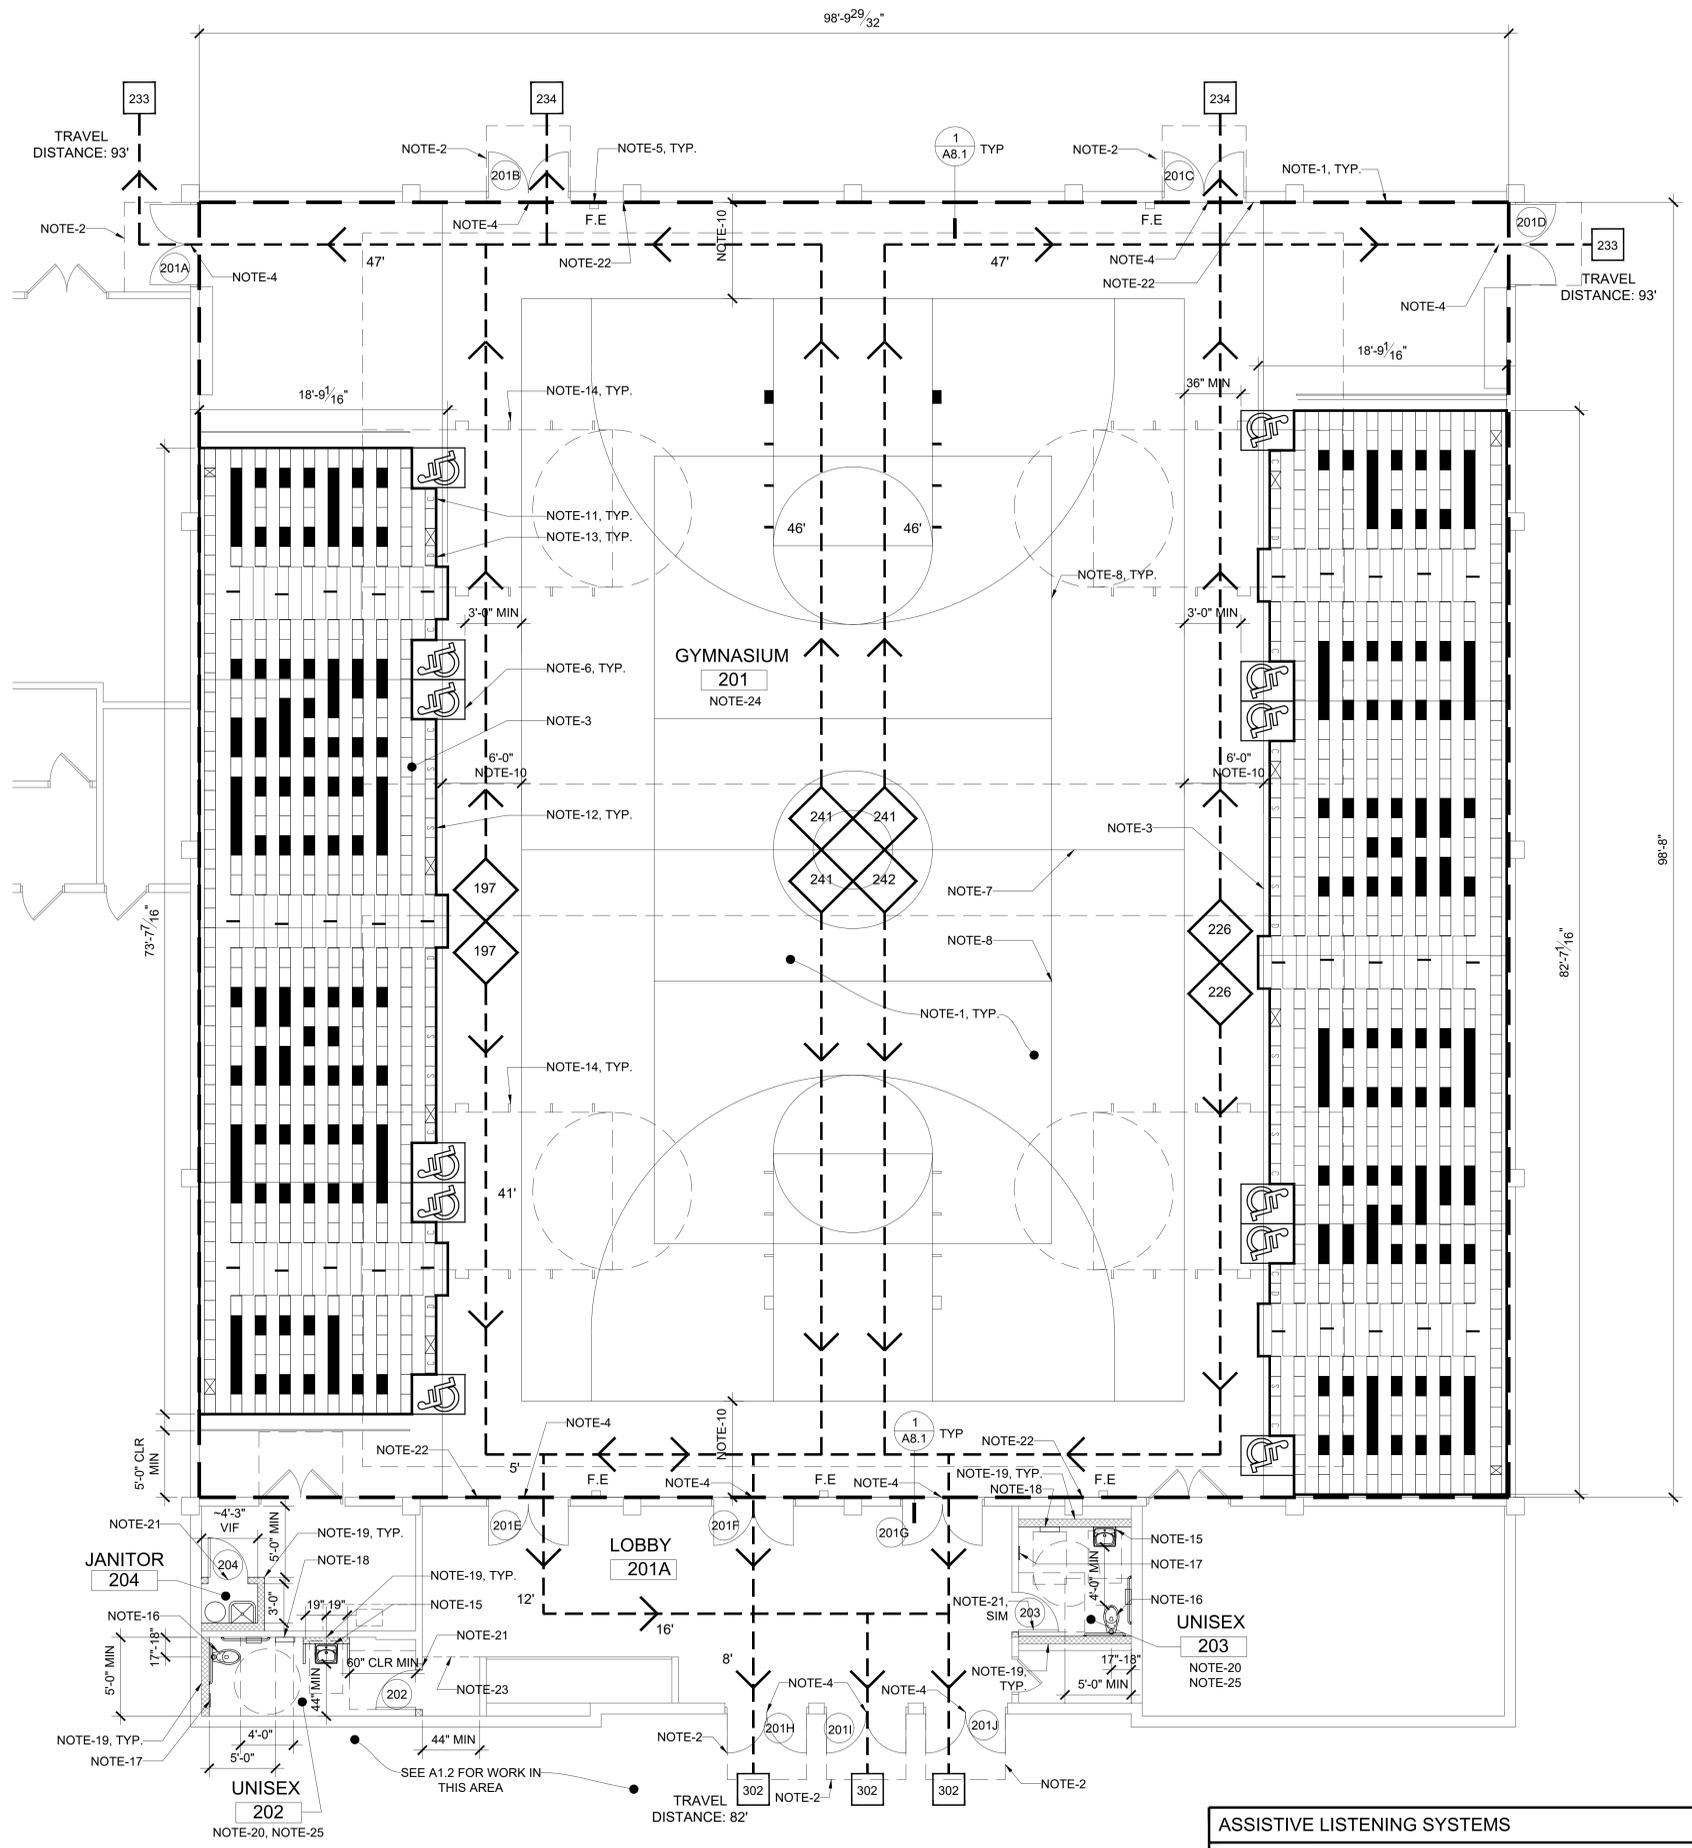 98'-9 29/32"
233
234
234
TRAVEL
DISTANCE: 93'
NOTE-2
201B
NOTE-5, TYP.
1
A8.1
TYP
NOTE-2
201C
NOTE-1, TYP.
NOTE-2
NOTE-4
F.E
NOTE-10
F.E
201D
233
201A
NOTE-4
47'
NOTE-22
47'
NOTE-4
NOTE-22
NOTE-4
TRAVEL
DISTANCE: 93'
18'-9 1/16"
NOTE-14, TYP.
36" MIN
18'-9 1/16"
NOTE-11, TYP.
NOTE-13, TYP.
46'
46'
NOTE-8, TYP.
3'-0" MIN
3'-0" MIN
GYMNASIUM
201
NOTE-24
NOTE-6, TYP.
NOTE-3
6'-0"
NOTE-10
6'-0"
NOTE-10
NOTE-12, TYP.
241
241
NOTE-3
98'-8"
197
241
242
NOTE-7
73'-7 7/16"
197
NOTE-8
226
226
82'-7 1/16"
NOTE-1, TYP.
NOTE-14, TYP.
41'
NOTE-4
NOTE-10
1
A8.1
TYP
5'-0" CLR
MIN
NOTE-22
5'
F.E
NOTE-4
F.E
NOTE-4
NOTE-22
NOTE-19, TYP.
NOTE-18
F.E
~4'-3"
VIF
NOTE-21
5'-0" MIN
NOTE-19, TYP.
NOTE-18
201E
201F
201G
LOBBY
201A
NOTE-15
NOTE-17
NOTE-16
4'-0" MIN
JANITOR
204
204
3'-0"
NOTE-19, TYP.
NOTE-15
NOTE-16
19"
19"
12'
16'
NOTE-21,
SIM
203
UNISEX
203
NOTE-20
NOTE-25
17"-18"
5'-0" MIN
NOTE-21
60" CLR MIN
44" MIN
202
NOTE-23
8'
NOTE-4
NOTE-4
NOTE-19,
TYP.
17"-18"
5'-0" MIN
NOTE-19, TYP.
NOTE-17
4'-0"
5'-0"
44" MIN
NOTE-2
201H
201I
201J
SEE A1.2 FOR WORK IN
THIS AREA
UNISEX
202
NOTE-20, NOTE-25
TRAVEL
DISTANCE: 82'
302
NOTE-2
302
302
NOTE-2
ASSISTIVE LISTENING SYSTEMS